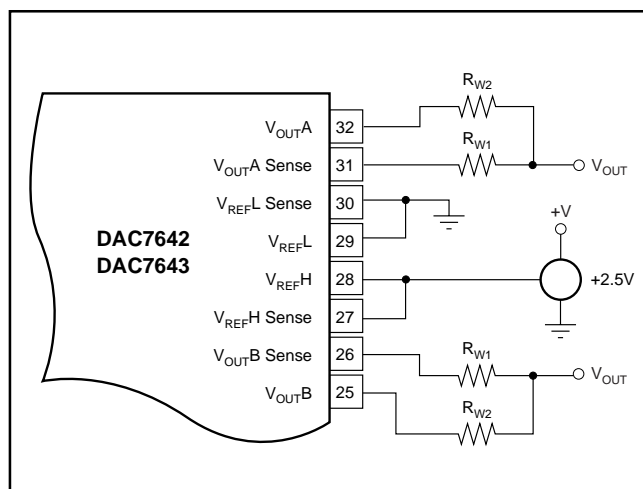 R_W2
V_OUTA 32
R_W1
V_OUTA Sense 31
V_OUT
V_REFL Sense 30
+V
DAC7642
V_REFL 29
DAC7643
V_REFH 28
+2.5V
V_REFH Sense 27
V_OUTB Sense 26
R_W1
V_OUT
V_OUTB 25
R_W2